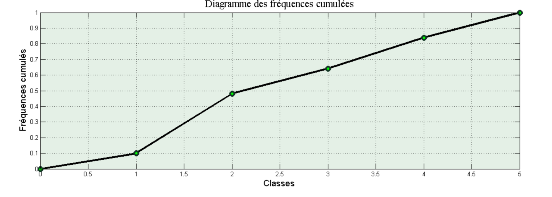 Diagramme des fréquences cumulées
Fréquences cumulés
1
0.9
0.8
0.7
0.6
0.5
0.4
0.3
0.2
0.1
0
0 0.5 1 1.5 2 2.5 3 3.5 4 4.5 5
Classes